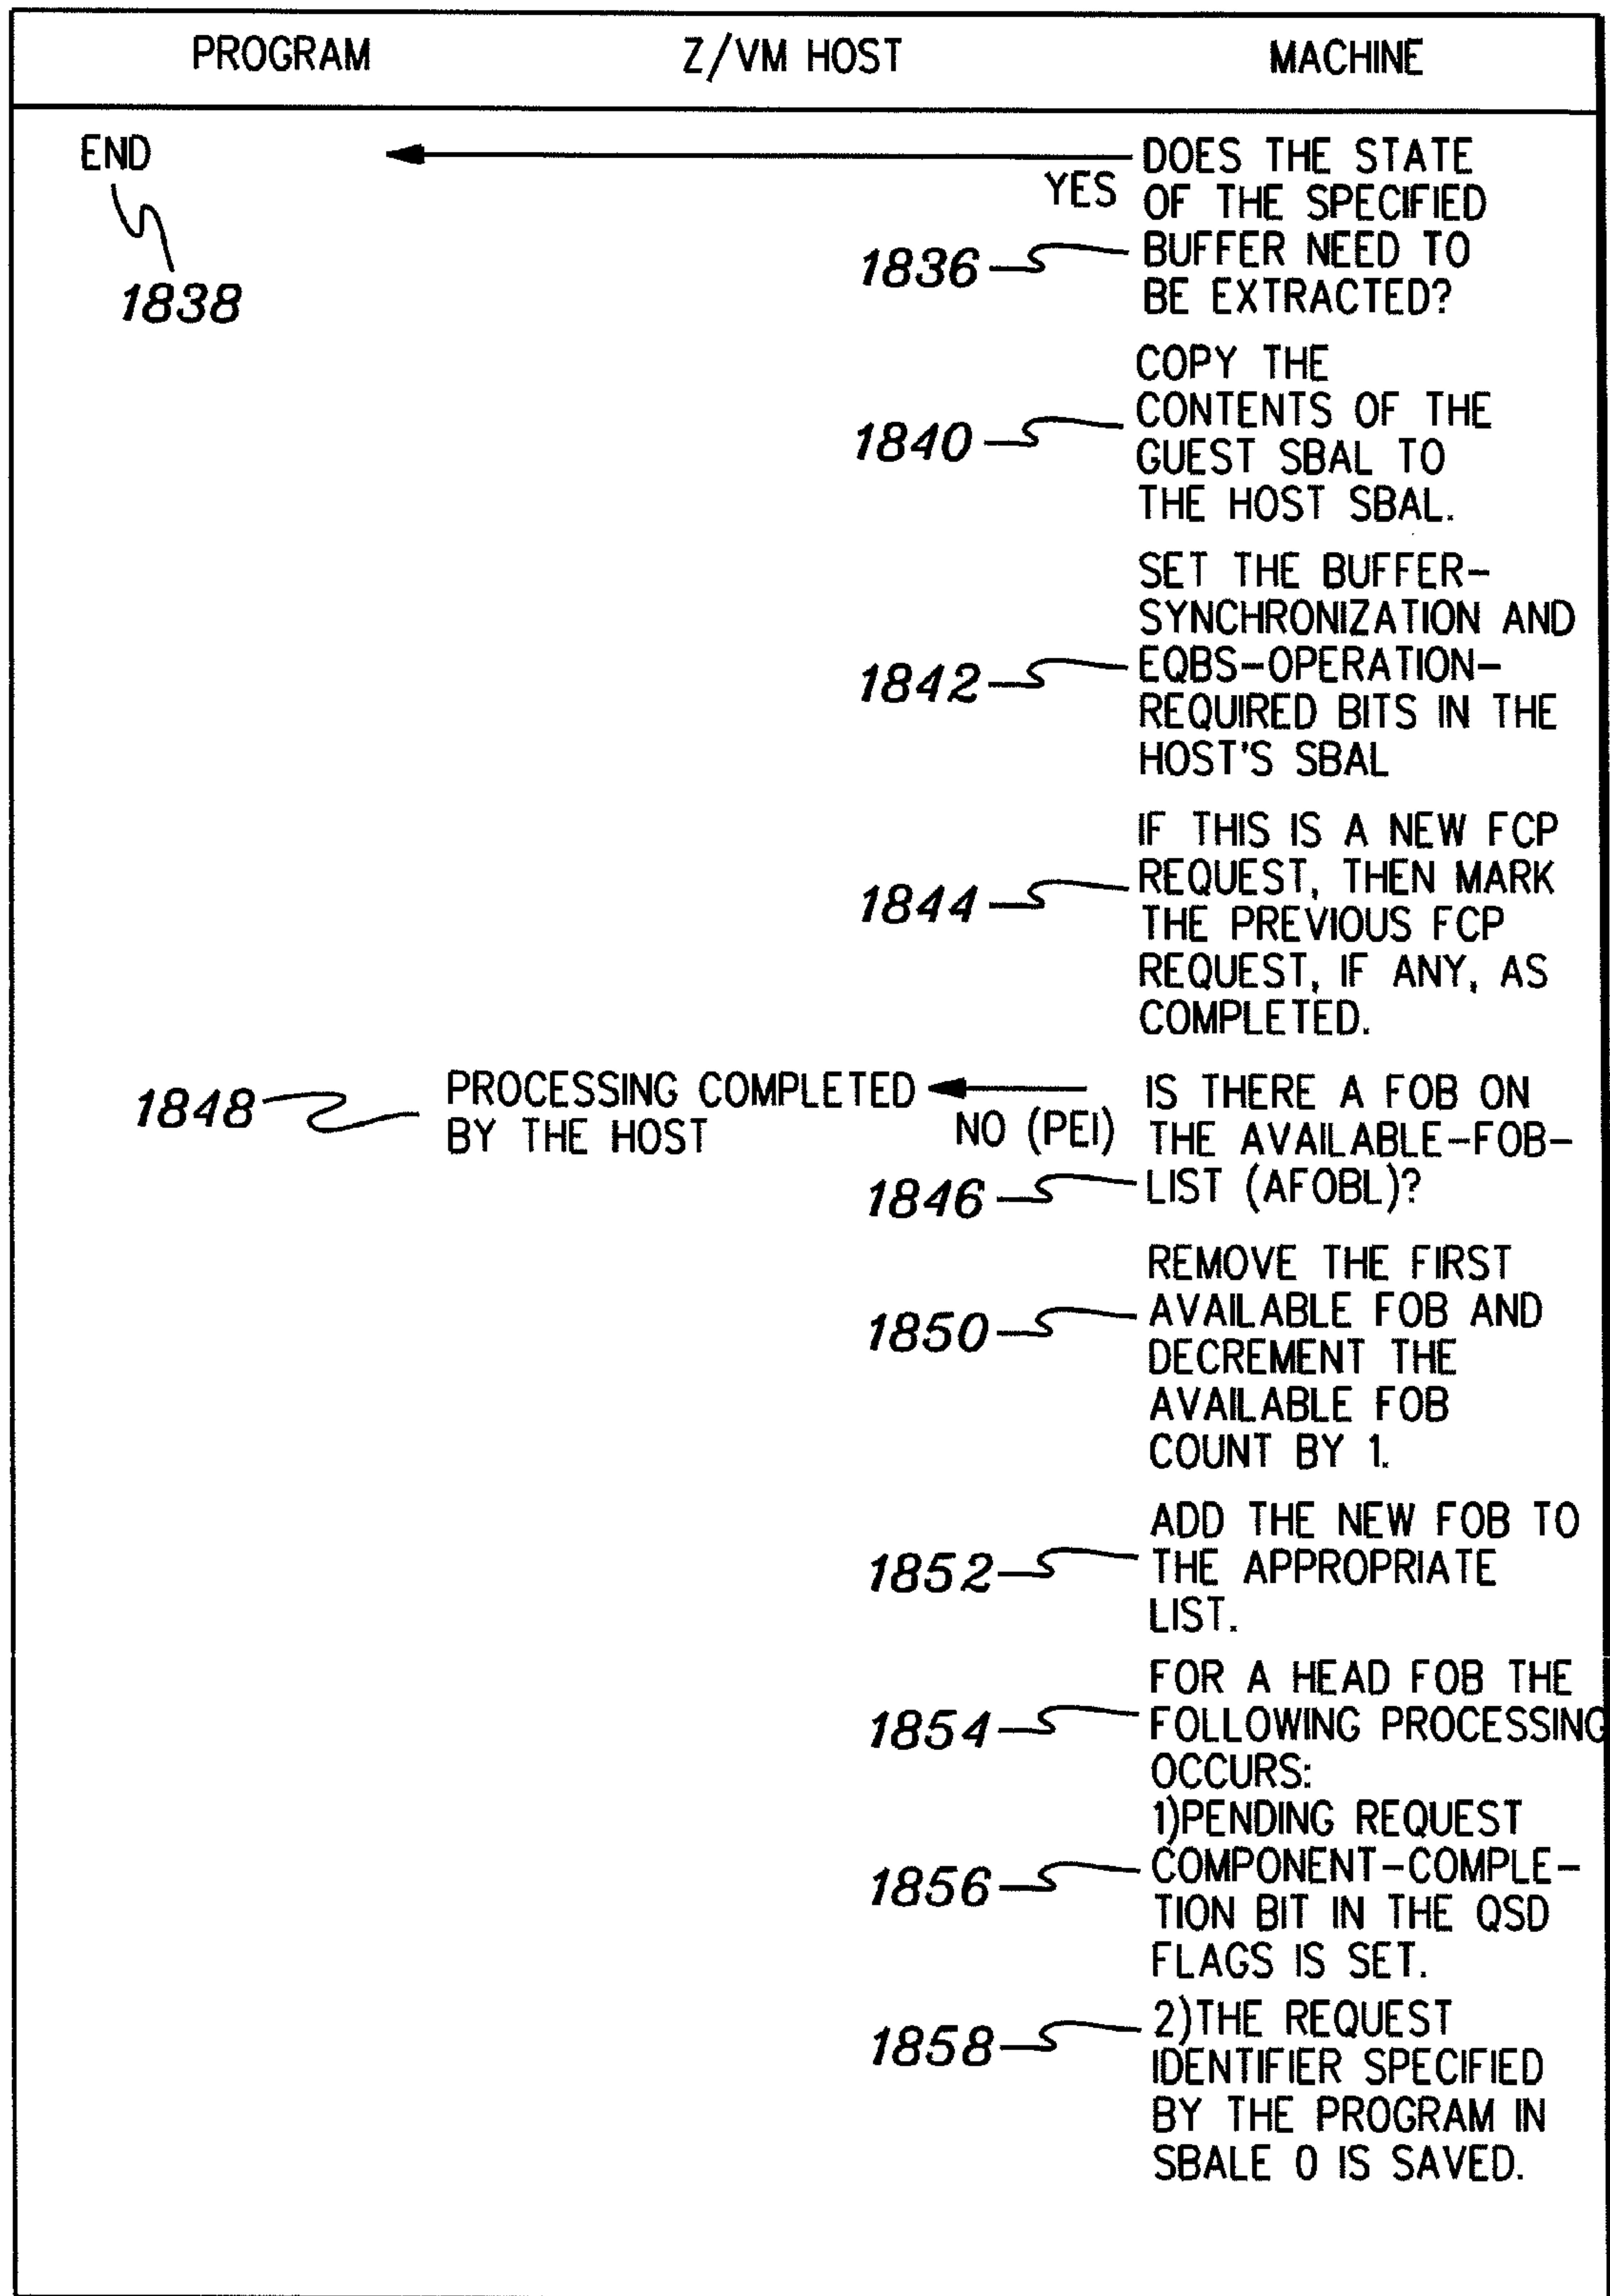 PROGRAM Z/VM HOST MACHINE
END
1838
YES
DOES THE STATE
OF THE SPECIFIED
BUFFER NEED TO
BE EXTRACTED?
1836
COPY THE
CONTENTS OF THE
GUEST SBAL TO
THE HOST SBAL.
1840
SET THE BUFFER-
SYNCHRONIZATION AND
EQBS-OPERATION-
REQUIRED BITS IN THE
HOST'S SBAL
1842
IF THIS IS A NEW FCP
REQUEST, THEN MARK
THE PREVIOUS FCP
REQUEST, IF ANY, AS
COMPLETED.
1844
1848
PROCESSING COMPLETED
BY THE HOST
NO (PEI)
IS THERE A FOB ON
THE AVAILABLE-FOB-
LIST (AFOBL)?
1846
REMOVE THE FIRST
AVAILABLE FOB AND
DECREMENT THE
AVAILABLE FOB
COUNT BY 1.
1850
ADD THE NEW FOB TO
THE APPROPRIATE
LIST.
1852
FOR A HEAD FOB THE
FOLLOWING PROCESSING
OCCURS:
1854
1)PENDING REQUEST
COMPONENT-COMPLE-
TION BIT IN THE QSD
FLAGS IS SET.
1856
2)THE REQUEST
IDENTIFIER SPECIFIED
BY THE PROGRAM IN
SBALE 0 IS SAVED.
1858